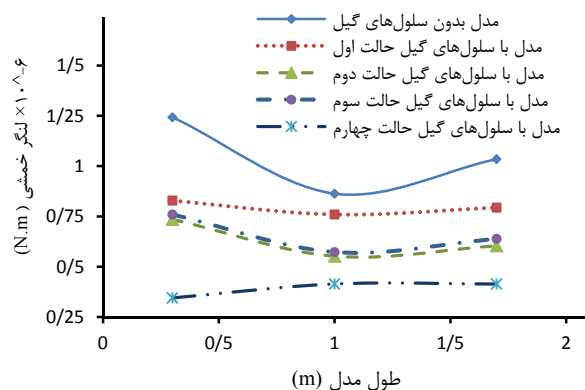 مدل بدون سلول‌های گیل
مدل با سلول‌های گیل حالت اول
مدل با سلول‌های گیل حالت دوم
مدل با سلول‌های گیل حالت سوم
مدل با سلول‌های گیل حالت چهارم
1/5
1/25
1
0/75
0/5
0/25
لنگر خمشی ×۱۰^-۶
(N.m)
0
0/5
1
1/5
2
طول مدل (m)